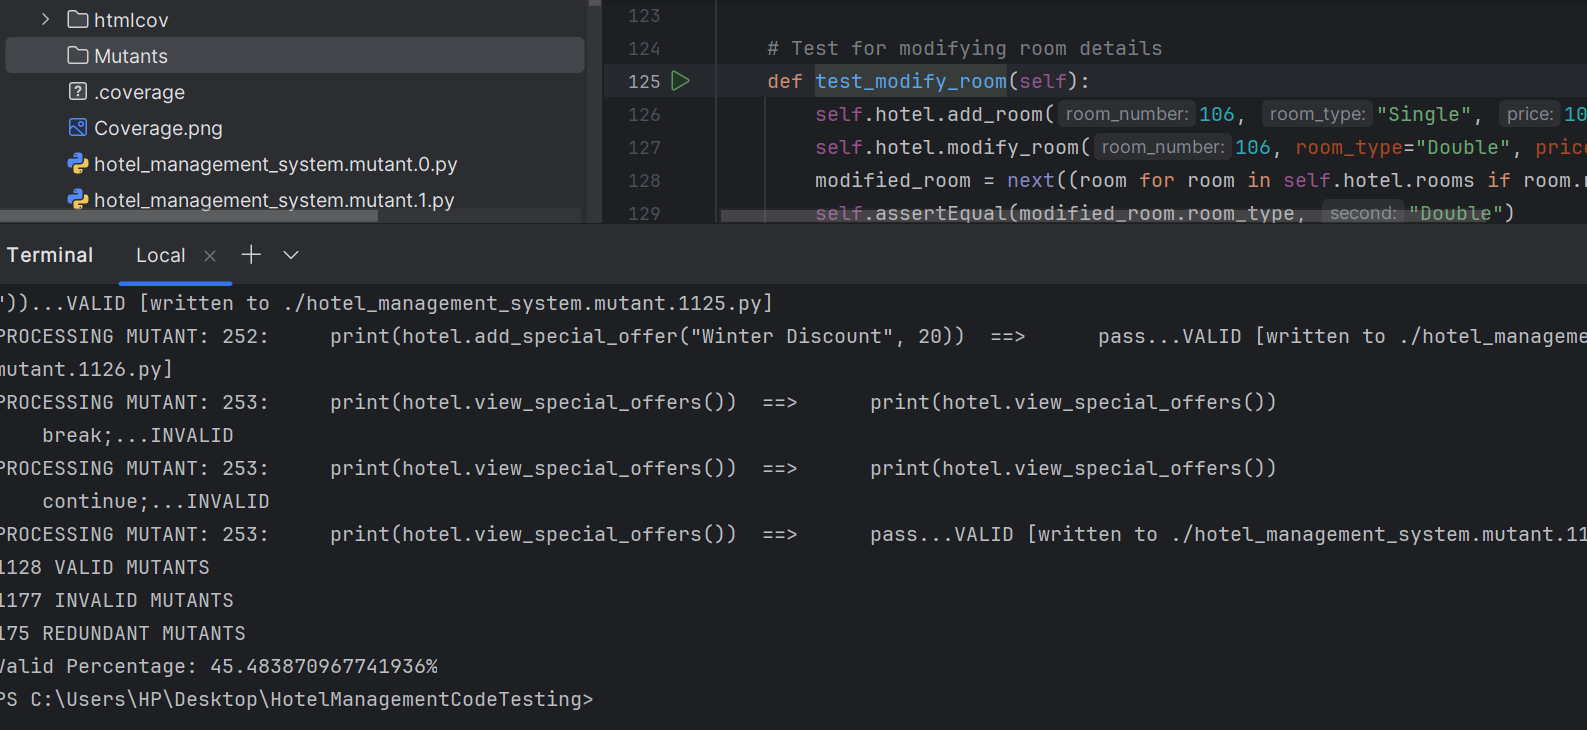 htmlcov
Mutants
.coverage
Coverage.png
hotel_management_system.mutant.0.py
hotel_management_system.mutant.1.py
123
124 # Test for modifying room details
125 def test_modify_room(self):
126 self.hotel.add_room( room_number: 106, room_type: "Single", price: 10
127 self.hotel.modify_room( room_number: 106, room_type="Double", price
128 modified_room = next((room for room in self.hotel.rooms if room.r
129 self.assertEqual(modified_room.room_type, second: "Double")
Terminal Local
'))...VALID [written to ./hotel_management_system.mutant.1125.py]
PROCESSING MUTANT: 252: print(hotel.add_special_offer("Winter Discount", 20)) ==> pass...VALID [written to ./hotel_manageme
mutant.1126.py]
PROCESSING MUTANT: 253: print(hotel.view_special_offers()) ==> print(hotel.view_special_offers())
break;...INVALID
PROCESSING MUTANT: 253: print(hotel.view_special_offers()) ==> print(hotel.view_special_offers())
continue;...INVALID
PROCESSING MUTANT: 253: print(hotel.view_special_offers()) ==> pass...VALID [written to ./hotel_management_system.mutant.11
1128 VALID MUTANTS
1177 INVALID MUTANTS
175 REDUNDANT MUTANTS
Valid Percentage: 45.483870967741936%
PS C:\Users\HP\Desktop\HotelManagementCodeTesting>